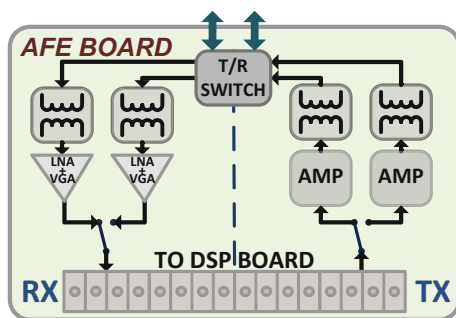 AFE BOARD
T/R
SWITCH
LNA
+
VGA
LNA
+
VGA
AMP
AMP
TO DSP BOARD
RX
TX